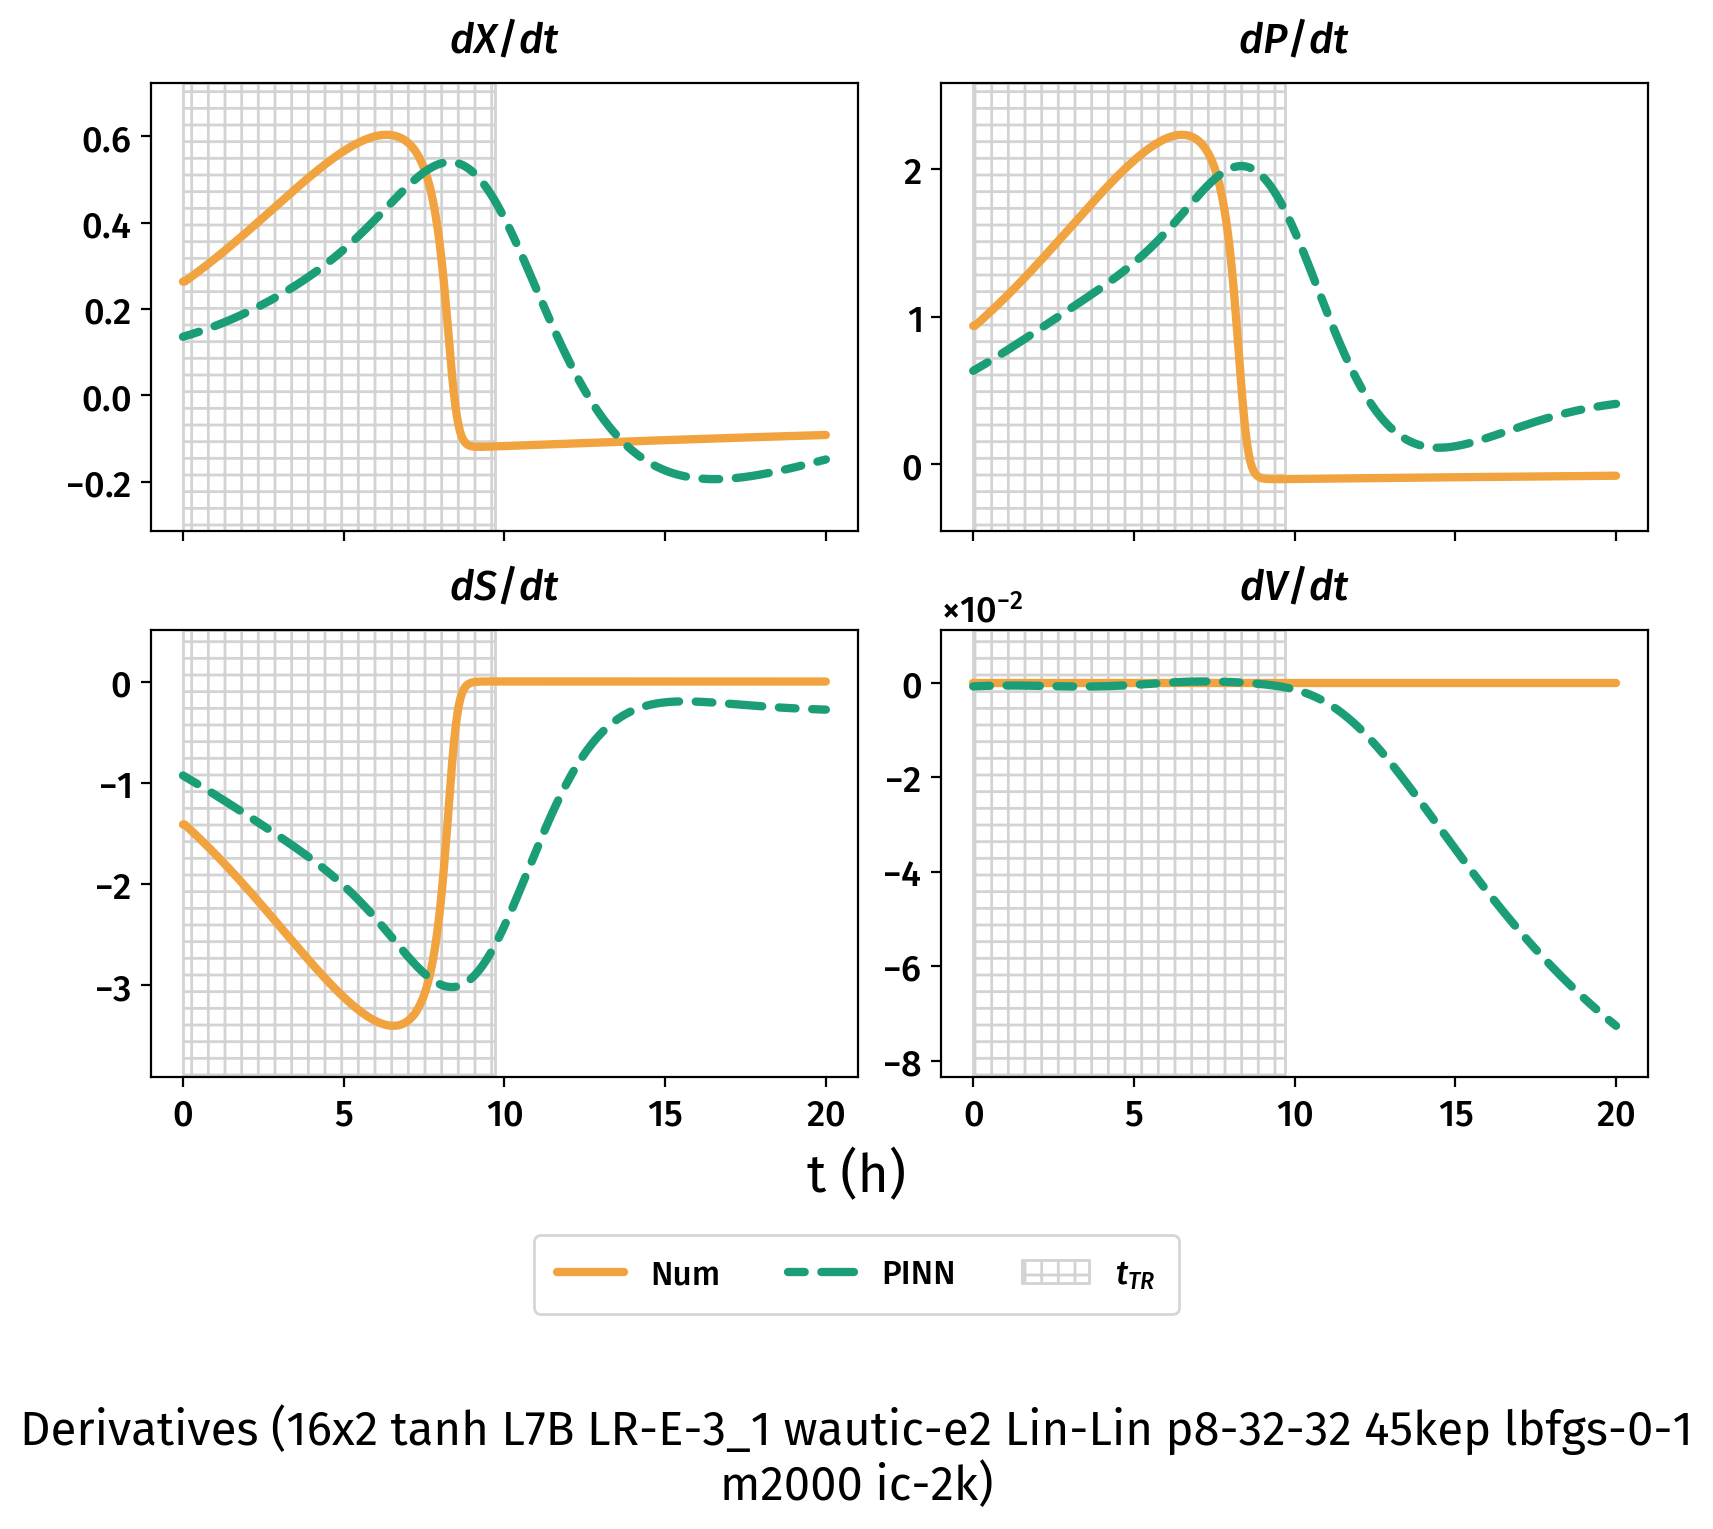 dX/dt
dP/dt
0.6
0.4
0.2
0.0
−0.2
2
1
0
dS/dt
dV/dt
×10⁻²
0
−1
−2
−3
0
−2
−4
−6
−8
0 5 10 15 20
0 5 10 15 20
t (h)
Num PINN t_TR
Derivatives (16x2 tanh L7B LR-E-3_1 wautic-e2 Lin-Lin p8-32-32 45kep lbfgs-0-1
m2000 ic-2k)